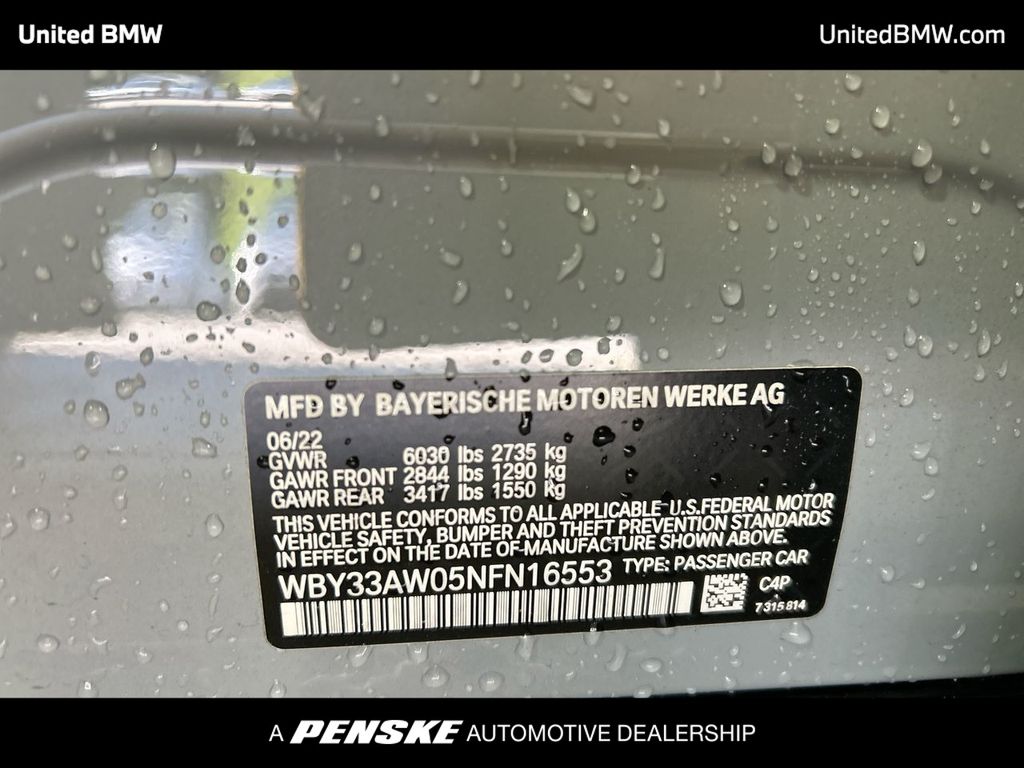 United BMW
UnitedBMW.com
MFD BY BAYERISCHE MOTOREN WERKE AG
06/22
GVWR 6030 lbs 2735 kg
GAWR FRONT 2844 lbs 1290 kg
GAWR REAR 3417 lbs 1550 kg
THIS VEHICLE CONFORMS TO ALL APPLICABLE U.S.FEDERAL MOTOR
VEHICLE SAFETY, BUMPER AND THEFT PREVENTION STANDARDS
IN EFFECT ON THE DATE OF MANUFACTURE SHOWN ABOVE.
WBY33AW05NFN16553 TYPE: PASSENGER CAR
C4P
7315814
A PENSKE AUTOMOTIVE DEALERSHIP